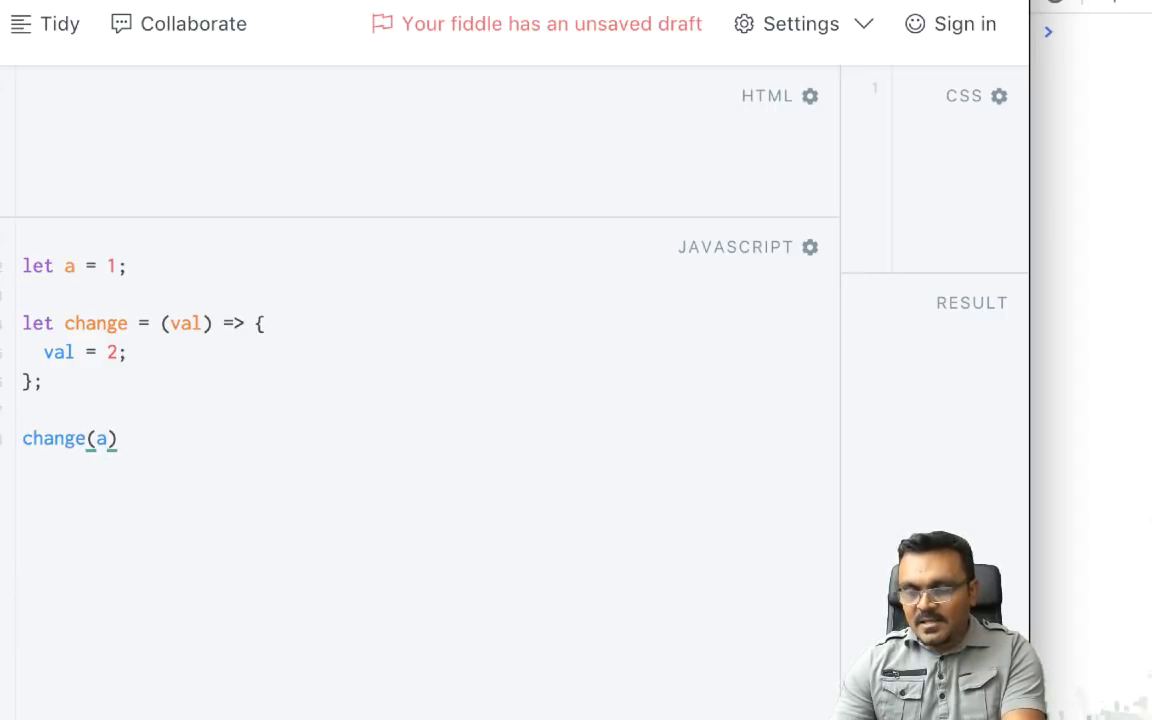 Tidy Collaborate Your fiddle has an unsaved draft Settings Sign in
HTML
1 CSS
JAVASCRIPT
let a = 1;
RESULT
let change = (val) => {
val = 2;
};
7
change(a)